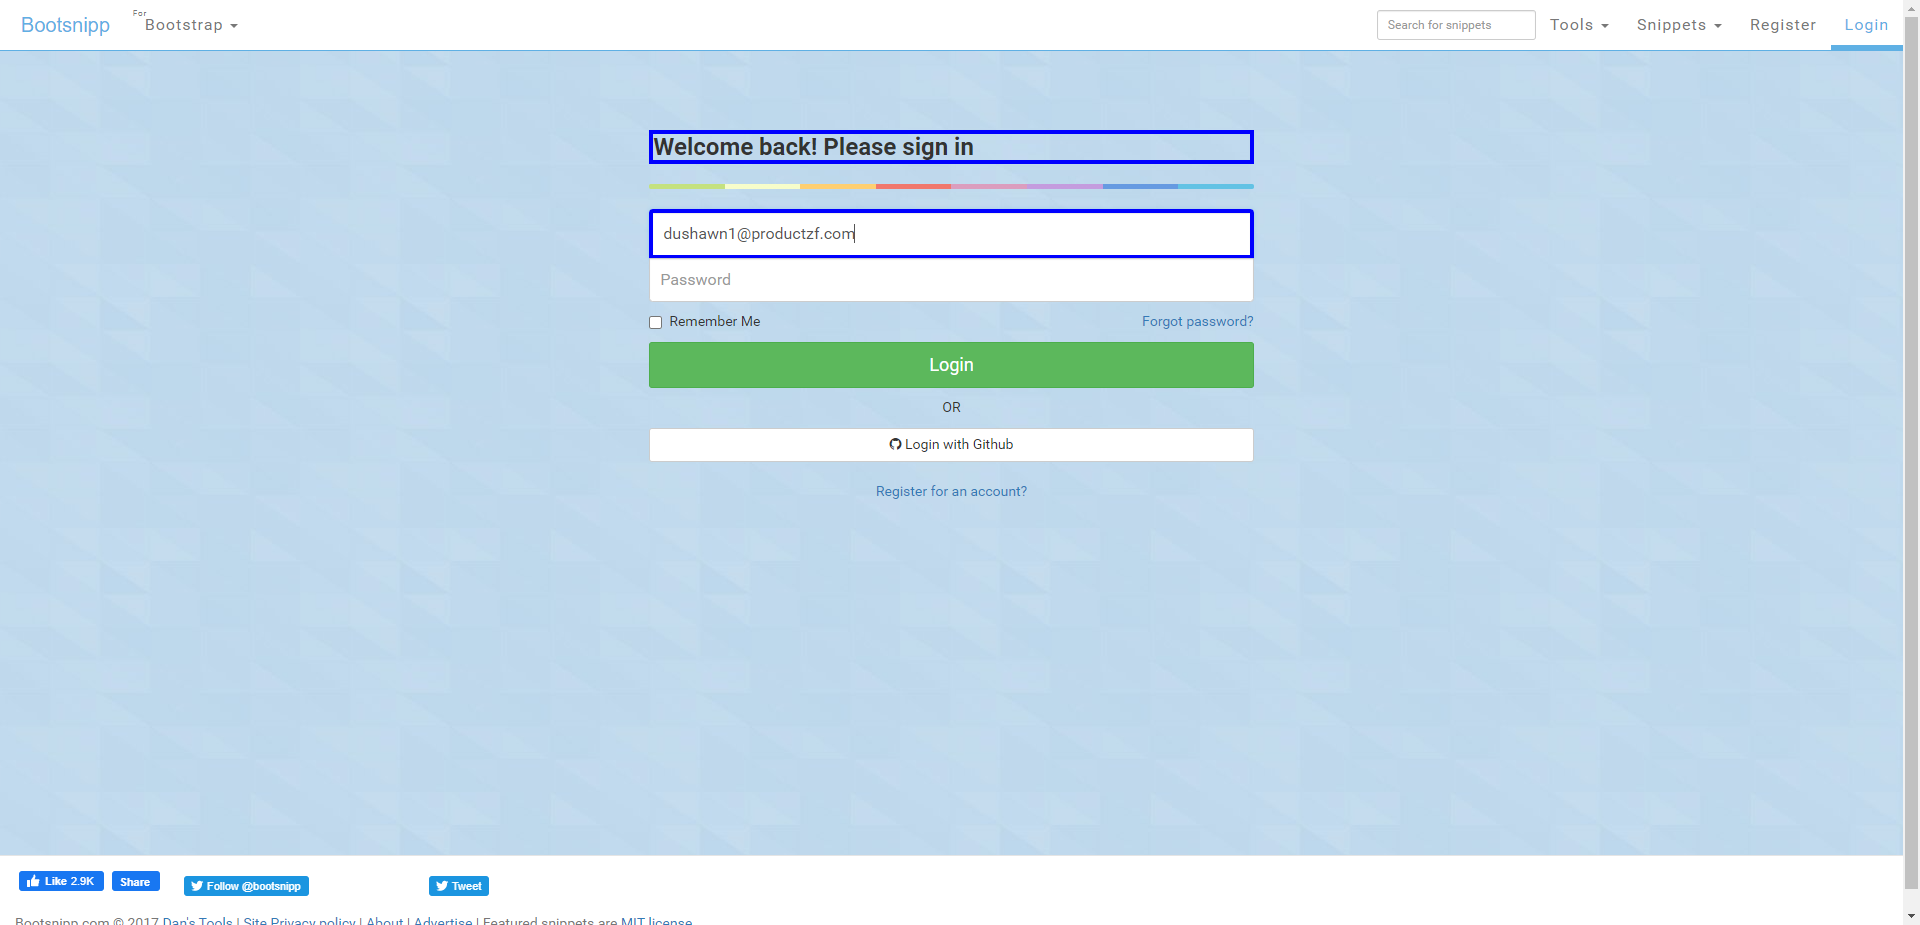 Bootsnipp
For
Bootstrap
Tools
Snippets
Register
Login
Search for snippets
Welcome back! Please sign in
dushawn1@productzf.com
Password
Remember Me
Forgot password?
Login
OR
Login with Github
Register for an account?
Like 2.9K
Share
Follow @bootsnipp
Tweet
Bootsnipp.com © 2017 Dan's Tools | Site Privacy policy | About | Advertise | Featured snippets are MIT license